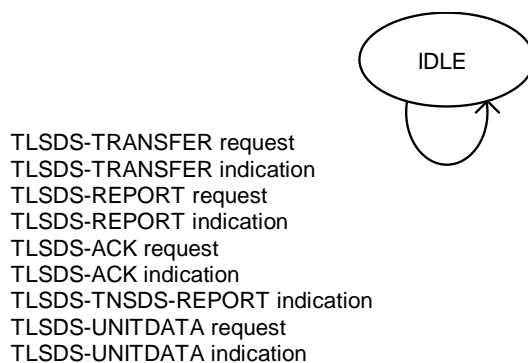 IDLE
TLSDS-TRANSFER request
TLSDS-TRANSFER indication
TLSDS-REPORT request
TLSDS-REPORT indication
TLSDS-ACK request
TLSDS-ACK indication
TLSDS-TNSDS-REPORT indication
TLSDS-UNITDATA request
TLSDS-UNITDATA indication